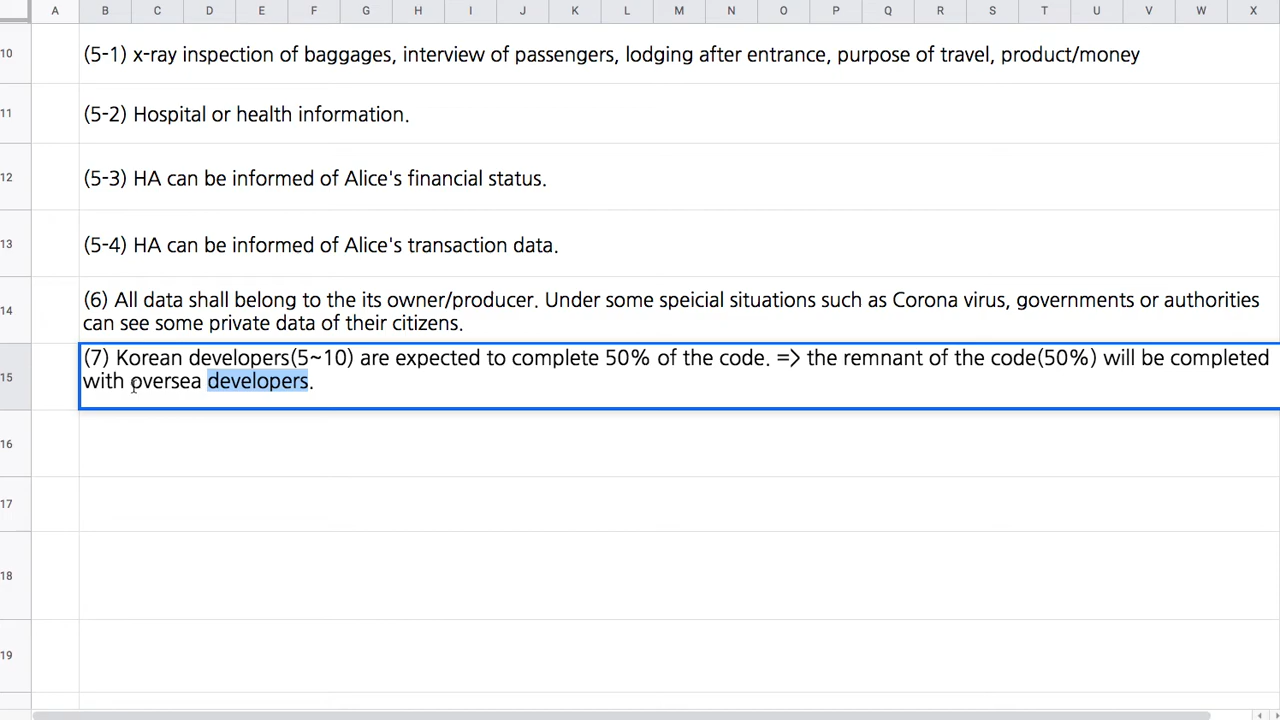 A B C D E F G H I J K L M N O P Q R S T U V W X
10 (5-1) x-ray inspection of baggages, interview of passengers, lodging after entrance, purpose of travel, product/money
11 (5-2) Hospital or health information.
12 (5-3) HA can be informed of Alice's financial status.
13 (5-4) HA can be informed of Alice's transaction data.
14 (6) All data shall belong to the its owner/producer. Under some speicial situations such as Corona virus, governments or authorities
can see some private data of their citizens.
15 (7) Korean developers(5~10) are expected to complete 50% of the code. => the remnant of the code(50%) will be completed
with oversea developers.
16
17
18
19